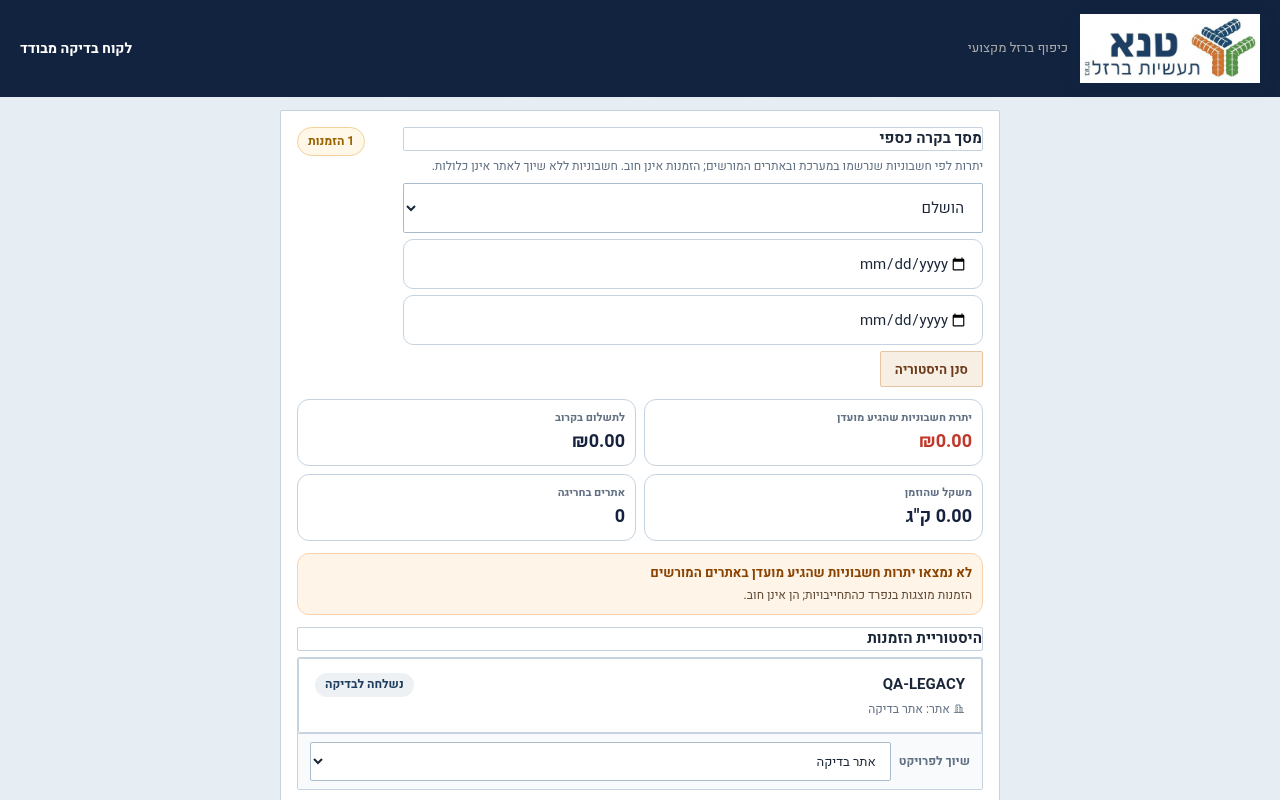 טנא
תעשיות ברזל
כיפוף ברזל מקצועי
לקוח בדיקה מבודד
מסך בקרה כספי
1 הזמנות
יתרות לפי חשבוניות שנרשמו במערכת ובאתרים המורשים; הזמנות אינן חוב. חשבוניות ללא שיוך לאתר אינן כלולות.
הושלם
mm/dd/yyyy
mm/dd/yyyy
סנן היסטוריה
יתרת חשבוניות שהגיע מועדן
₪0.00
לתשלום בקרוב
₪0.00
משקל שהוזמן
0.00 ק"ג
אתרים בחריגה
0
לא נמצאו יתרות חשבוניות שהגיע מועדן באתרים המורשים
הזמנות מוצגות בנפרד כהתחייבויות; הן אינן חוב.
היסטוריית הזמנות
QA-LEGACY
נשלחה לבדיקה
אתר: אתר בדיקה
שיוך לפרויקט
אתר בדיקה